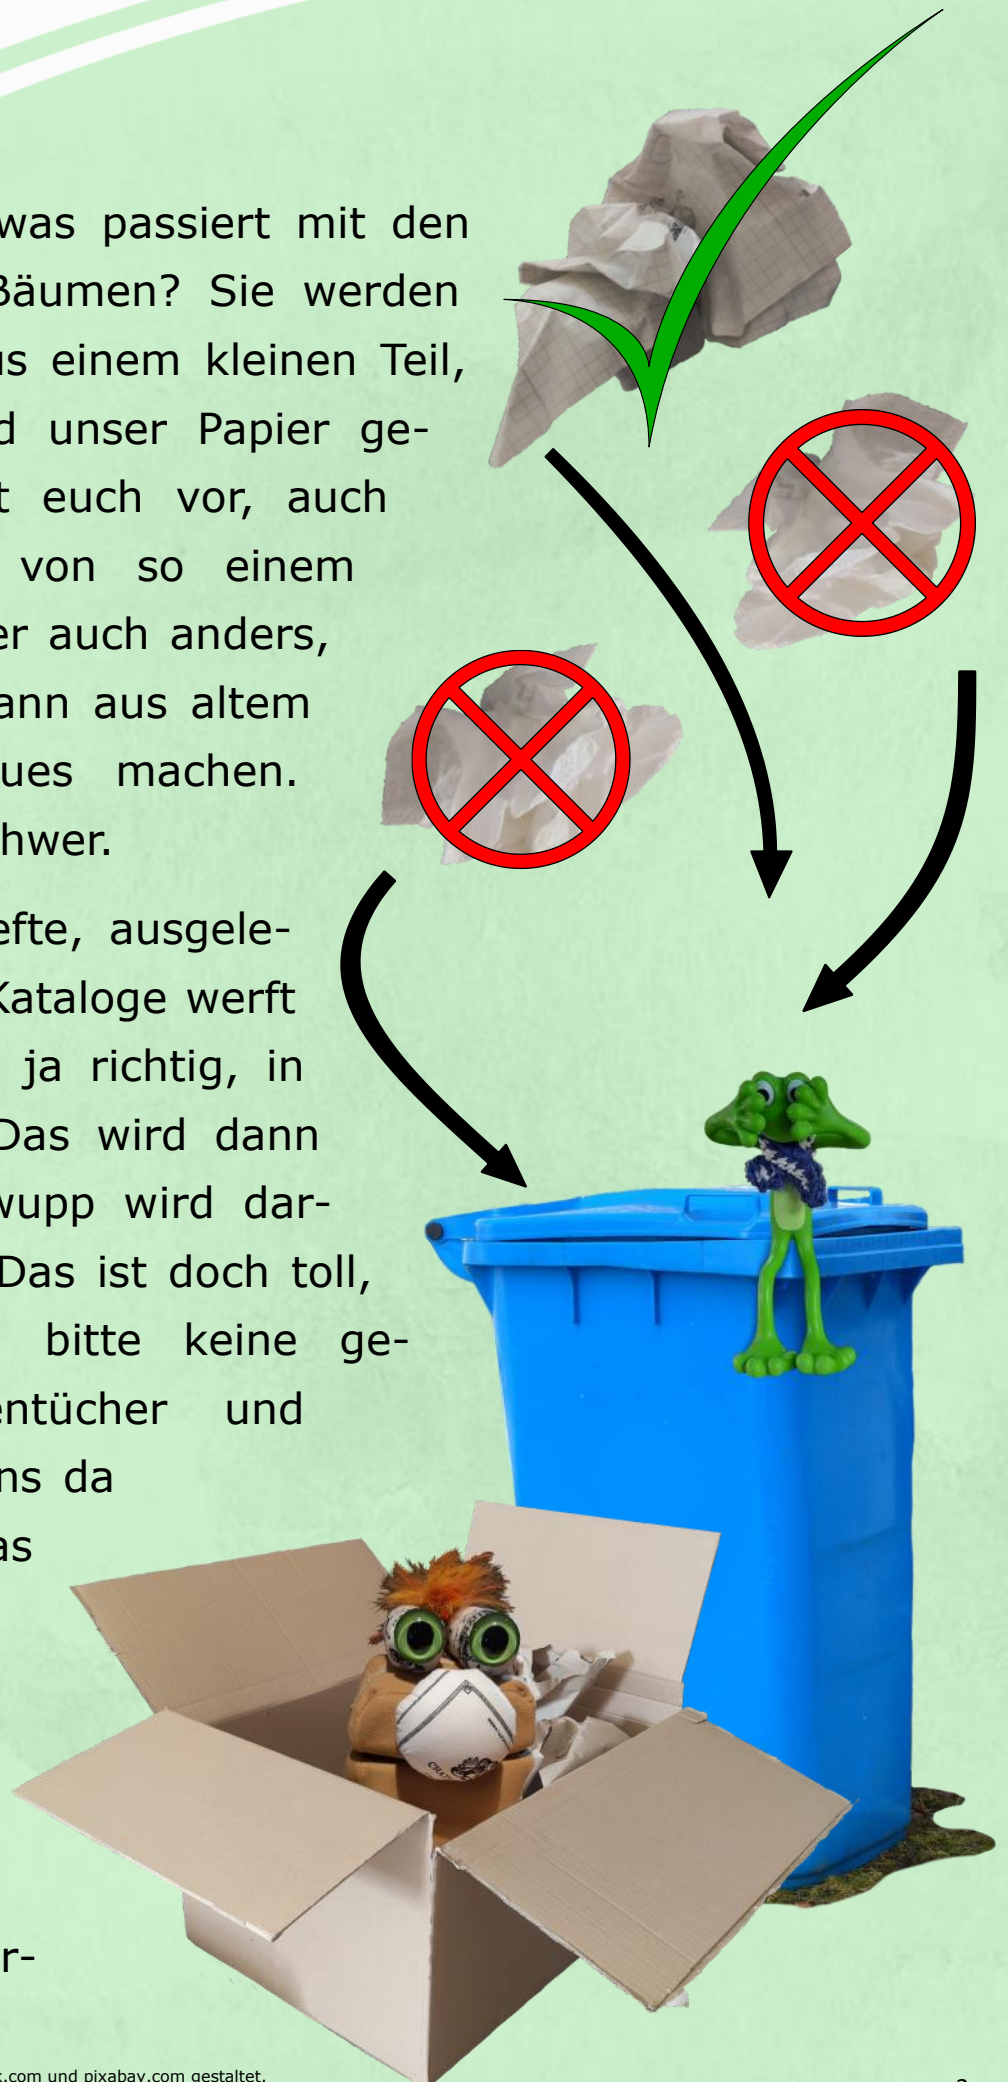 was passiert mit den
Bäumen? Sie werden
us einem kleinen Teil,
d unser Papier ge-
t euch vor, auch
von so einem
er auch anders,
ann aus altem
ues machen.
hwer.
efte, ausgele-
Kataloge werft
ja richtig, in
Das wird dann
wupp wird dar-
Das ist doch toll,
bitte keine ge-
entücher und
ns da
as
r-
k.com und pixabay.com gestaltet.